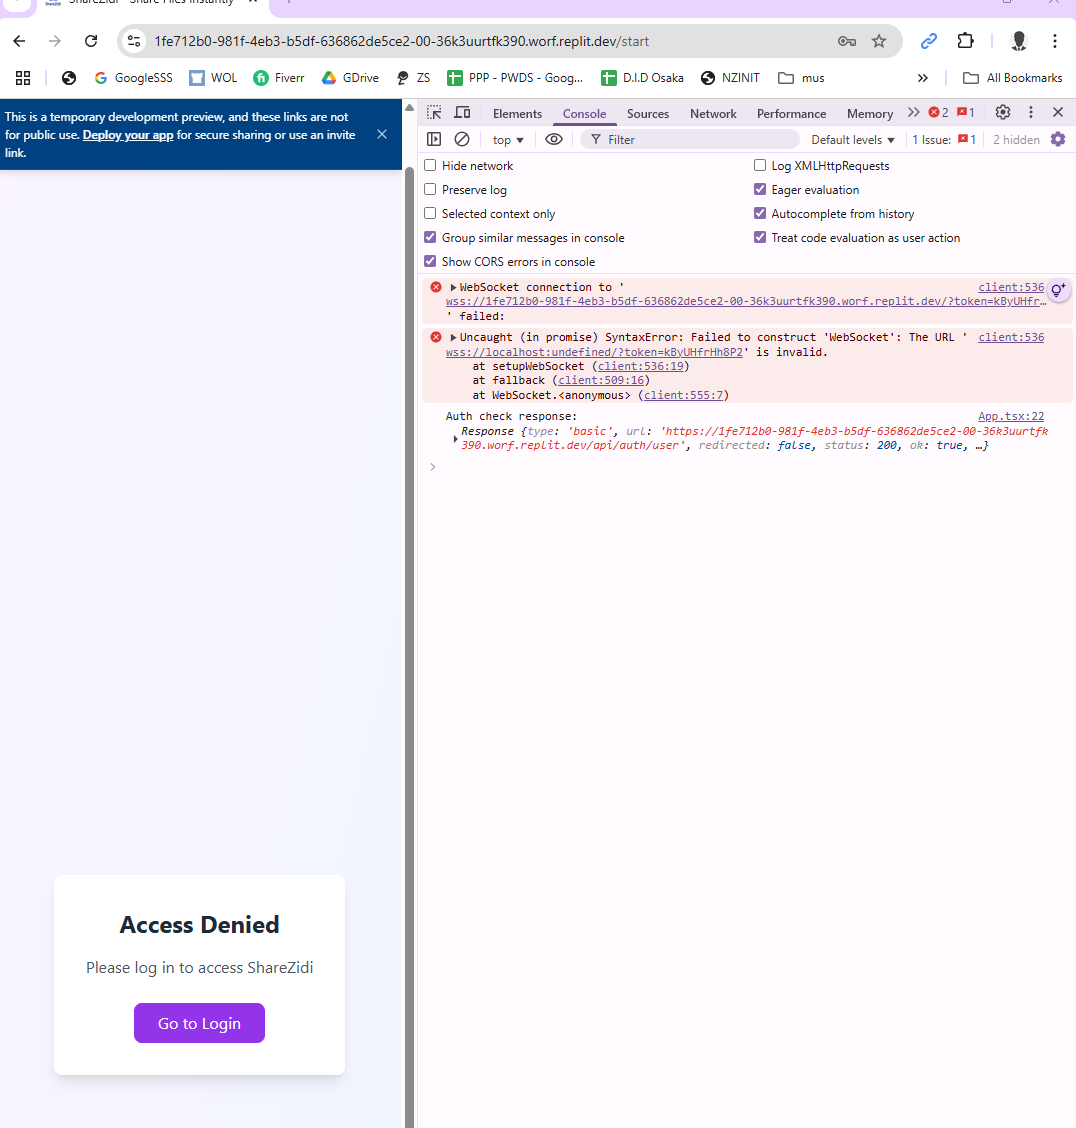 ShareZidi - Share Files Instantly
1fe712b0-981f-4eb3-b5df-636862de5ce2-00-36k3uurtfk390.worf.replit.dev/start
GoogleSSS WOL Fiverr GDrive ZS PPP - PWDS - Goog... D.I.D Osaka NZINIT mus » All Bookmarks
This is a temporary development preview, and these links are not
for public use. Deploy your app for secure sharing or use an invite
link.
Access Denied
Please log in to access ShareZidi
Go to Login
Elements Console Sources Network Performance Memory 2 1
top Filter Default levels 1 Issue: 1 2 hidden
Hide network Log XMLHttpRequests
Preserve log Eager evaluation
Selected context only Autocomplete from history
Group similar messages in console Treat code evaluation as user action
Show CORS errors in console
WebSocket connection to ' client:536
wss://1fe712b0-981f-4eb3-b5df-636862de5ce2-00-36k3uurtfk390.worf.replit.dev/?token=kByUHfr…
' failed:
Uncaught (in promise) SyntaxError: Failed to construct 'WebSocket': The URL ' client:536
wss://localhost:undefined/?token=kByUHfrHh8P2' is invalid.
at setupWebSocket (client:536:19)
at fallback (client:509:16)
at WebSocket.<anonymous> (client:555:7)
Auth check response: App.tsx:22
Response {type: 'basic', url: 'https://1fe712b0-981f-4eb3-b5df-636862de5ce2-00-36k3uurtfk
390.worf.replit.dev/api/auth/user', redirected: false, status: 200, ok: true, …}